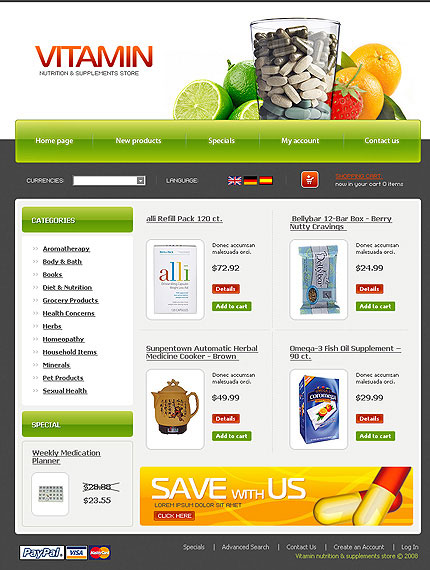 VITAMIN
NUTRITION & SUPPLEMENTS STORE
Home page
New products
Specials
My account
Contact us
CURRENCIES:
LANGUAGE:
SHOPPING CART:
now in your cart 0 items
CATEGORIES
Aromatherapy
Body & Bath
Books
Diet & Nutrition
Grocery Products
Health Concerns
Herbs
Homeopathy
Household Items
Minerals
Pet Products
Sexual Health
SPECIAL
Weekly Medication
Planner
$28.88
$23.55
alli Refill Pack 120 ct.
alli
Donec accumsan
malesuada orci.
$72.92
Details
Add to cart
Bellybar 12-Bar Box - Berry
Nutty Cravings
Donec accumsan
malesuada orci.
$24.99
Details
Add to cart
Sunpentown Automatic Herbal
Medicine Cooker - Brown
Donec accumsan
malesuada orci.
$49.99
Details
Add to cart
Omega-3 Fish Oil Supplement –
90 ct.
Donec accumsan
malesuada orci.
$29.99
Details
Add to cart
SAVE WITH US
LOREM IPSUM DOLOR SIT AMET
CLICK HERE
PayPal
VISA
MasterCard
Specials | Advanced Search | Contact Us | Create an Account | Log In
Vitamin nutrition & supplements store © 2008